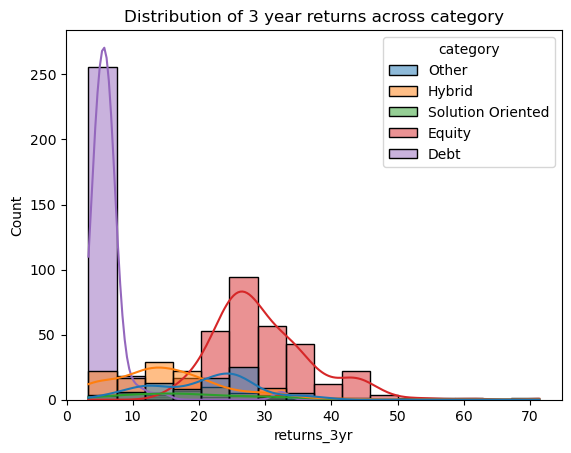 Distribution of 3 year returns across category
category
Other
Hybrid
Solution Oriented
Equity
Debt
Count
250
200
150
100
50
0
0 10 20 30 40 50 60 70
returns_3yr